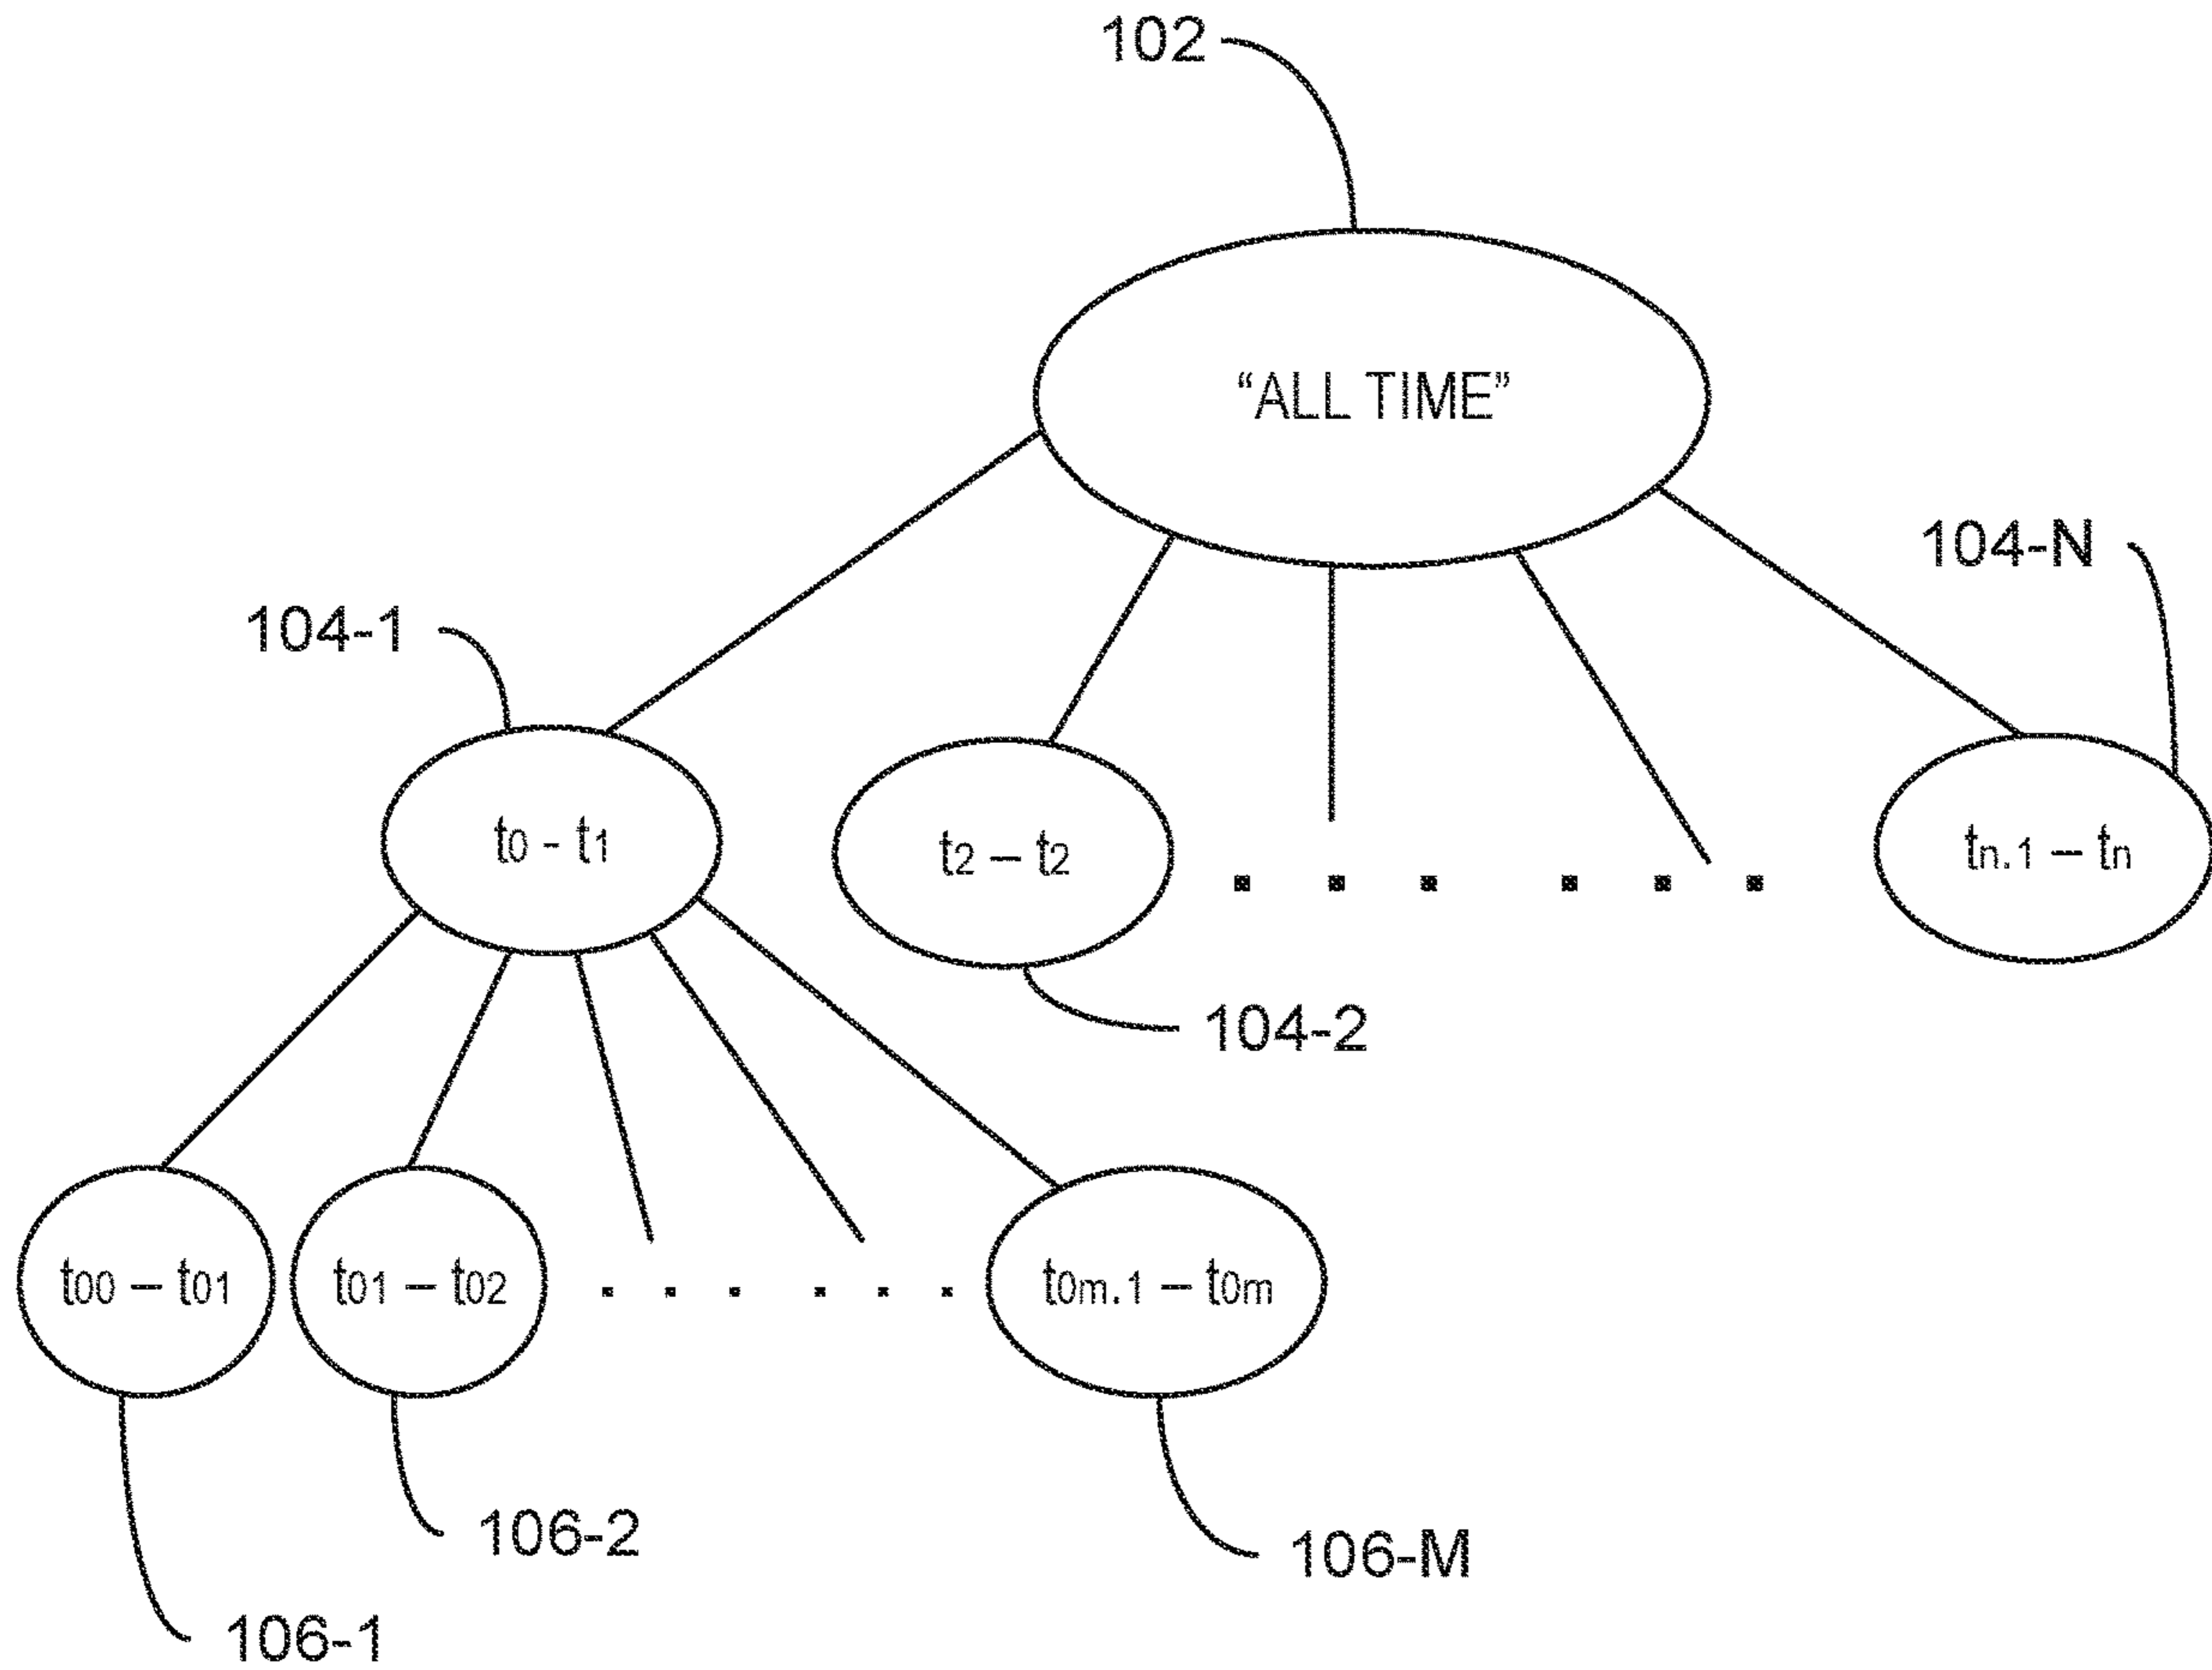 102
“ALL TIME”
104-N
104-1
t0 - t1
t2 – t2
tn.1 – tn
104-2
t00 – t01
t01 – t02
t0m.1 – t0m
106-2
106-M
106-1